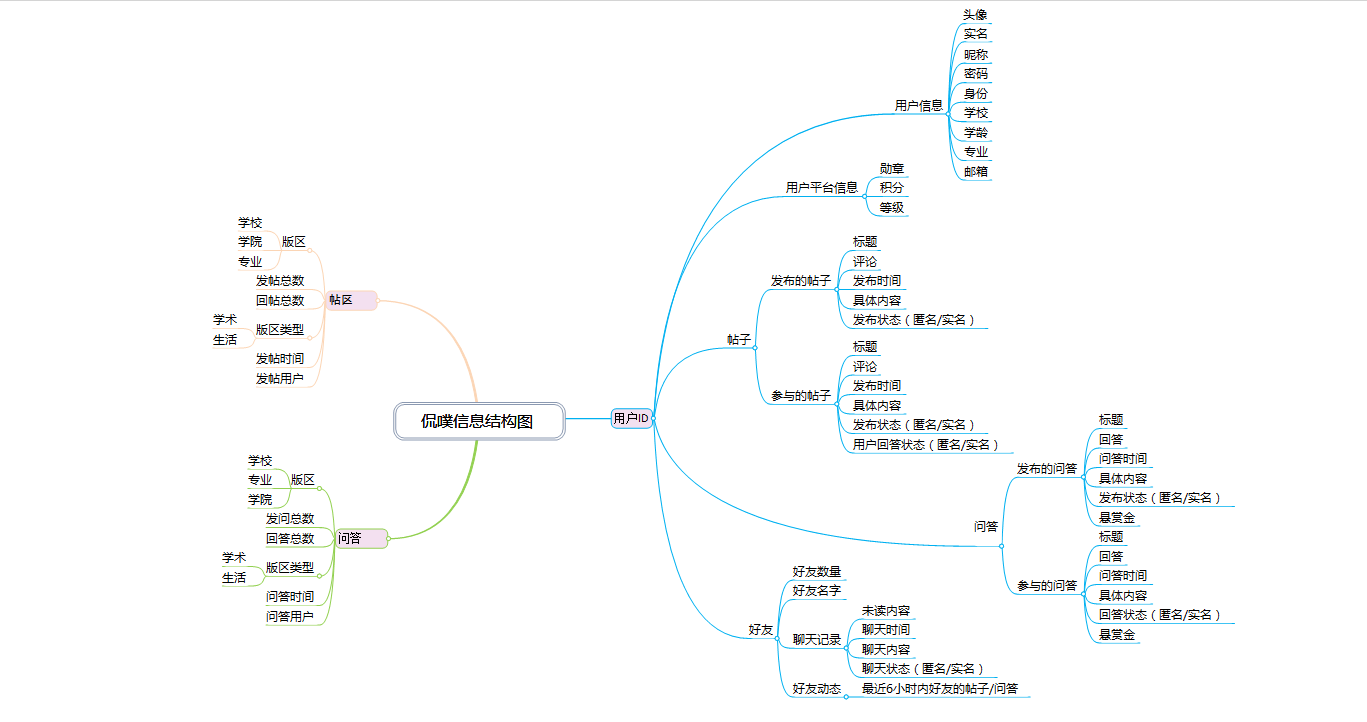 侃噗信息结构图
用户ID
用户信息
头像
实名
昵称
密码
身份
学校
学龄
专业
邮箱
用户平台信息
勋章
积分
等级
帖子
发布的帖子
标题
评论
发布时间
具体内容
发布状态（匿名/实名）
参与的帖子
标题
评论
发布时间
具体内容
发布状态（匿名/实名）
用户回答状态（匿名/实名）
问答
发布的问答
标题
回答
问答时间
具体内容
发布状态（匿名/实名）
悬赏金
参与的问答
标题
回答
问答时间
具体内容
回答状态（匿名/实名）
悬赏金
好友
好友数量
好友名字
聊天记录
未读内容
聊天时间
聊天内容
聊天状态（匿名/实名）
好友动态
最近6小时内好友的帖子/问答
帖区
版区
学校
学院
专业
发帖总数
回帖总数
版区类型
学术
生活
发帖时间
发帖用户
问答
版区
学校
专业
学院
发问总数
回答总数
版区类型
学术
生活
问答时间
问答用户